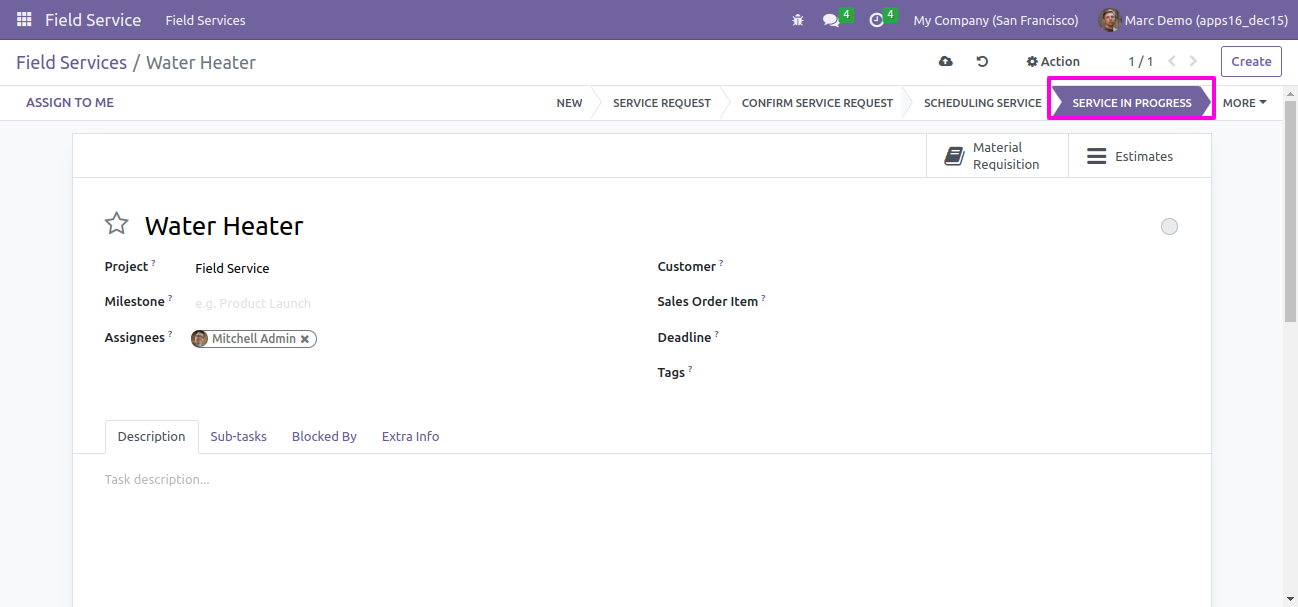 Field Service Field Services 4 4 My Company (San Francisco) Marc Demo (apps16_dec15)
Field Services / Water Heater Action 1 / 1 Create
ASSIGN TO ME NEW SERVICE REQUEST CONFIRM SERVICE REQUEST SCHEDULING SERVICE SERVICE IN PROGRESS MORE
Material
Requisition
Estimates
Water Heater
Project ? Field Service
Customer ?
Milestone ? e.g. Product Launch
Sales Order Item ?
Assignees ? Mitchell Admin ✖
Deadline ?
Tags ?
Description Sub-tasks Blocked By Extra Info
Task description...